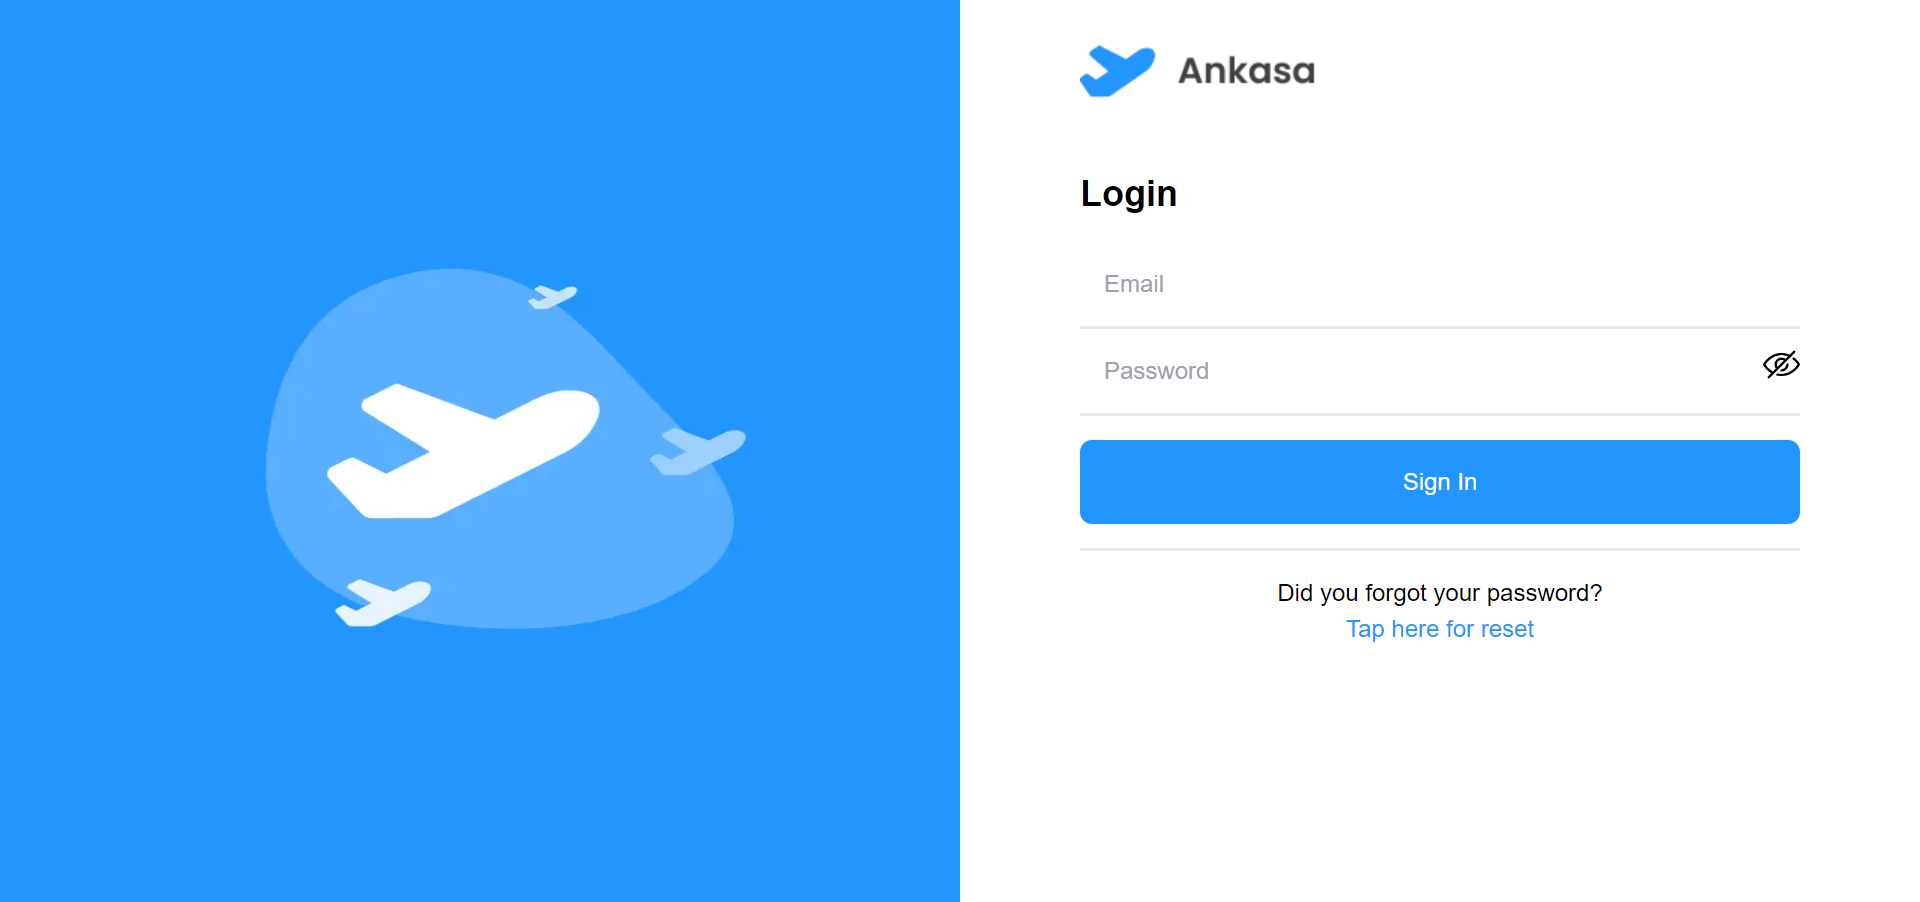 Ankasa
Login
Email
Password
Sign In
Did you forgot your password?
Tap here for reset